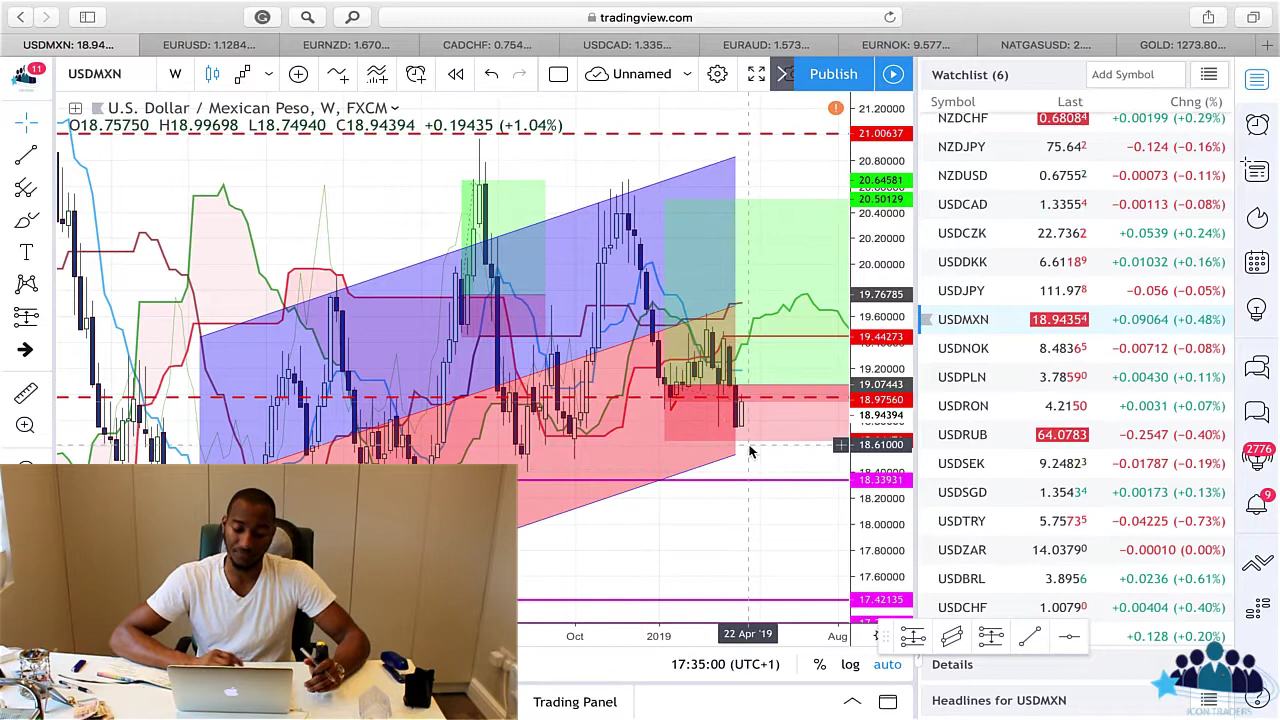 tradingview.com
USDMXN: 18.94... EURUSD: 1.1284... EURNZD: 1.670... CADCHF: 0.754... USDCAD: 1.335... EURAUD: 1.573... EURNOK: 9.577... NATGASUSD: 2.... GOLD: 1273.80...
11
USDMXN W Unnamed Publish
Watchlist (6) Add Symbol
Symbol Last Chng (%)
U.S. Dollar / Mexican Peso, W, FXCM
O18.75750 H18.99698 L18.74940 C18.94394 +0.19435 (+1.04%)
21.20000
21.00637
20.80000
20.64581
20.50129
20.40000
20.20000
20.00000
19.76785
19.60000
19.44273
19.20000
19.07443
18.97560
18.94394
18.61000
18.33931
18.20000
18.00000
17.80000
17.60000
17.42135
NZDCHF 0.68084 +0.00199 (+0.29%)
NZDJPY 75.642 −0.124 (−0.16%)
NZDUSD 0.67552 −0.00073 (−0.11%)
USDCAD 1.33554 −0.00113 (−0.08%)
USDCZK 22.7362 +0.0539 (+0.24%)
USDDKK 6.61189 +0.01032 (+0.16%)
USDJPY 111.978 −0.056 (−0.05%)
USDMXN 18.94354 +0.09064 (+0.48%)
USDNOK 8.48365 −0.00712 (−0.08%)
USDPLN 3.78590 +0.00430 (+0.11%)
USDRON 4.2150 +0.0031 (+0.07%)
USDRUB 64.0783 −0.2547 (−0.40%)
USDSEK 9.24823 −0.01787 (−0.19%)
USDSGD 1.35434 +0.00173 (+0.13%)
USDTRY 5.75735 −0.04225 (−0.73%)
USDZAR 14.03790 −0.00010 (0.00%)
USDBRL 3.8956 +0.0236 (+0.61%)
USDCHF 1.00790 +0.00405 (+0.40%)
+0.128 (+0.20%)
2776
9
Oct 2019 22 Apr '19 Aug
17:35:00 (UTC+1) % log auto
Details
Trading Panel
Headlines for USDMXN
ICON TRADERS